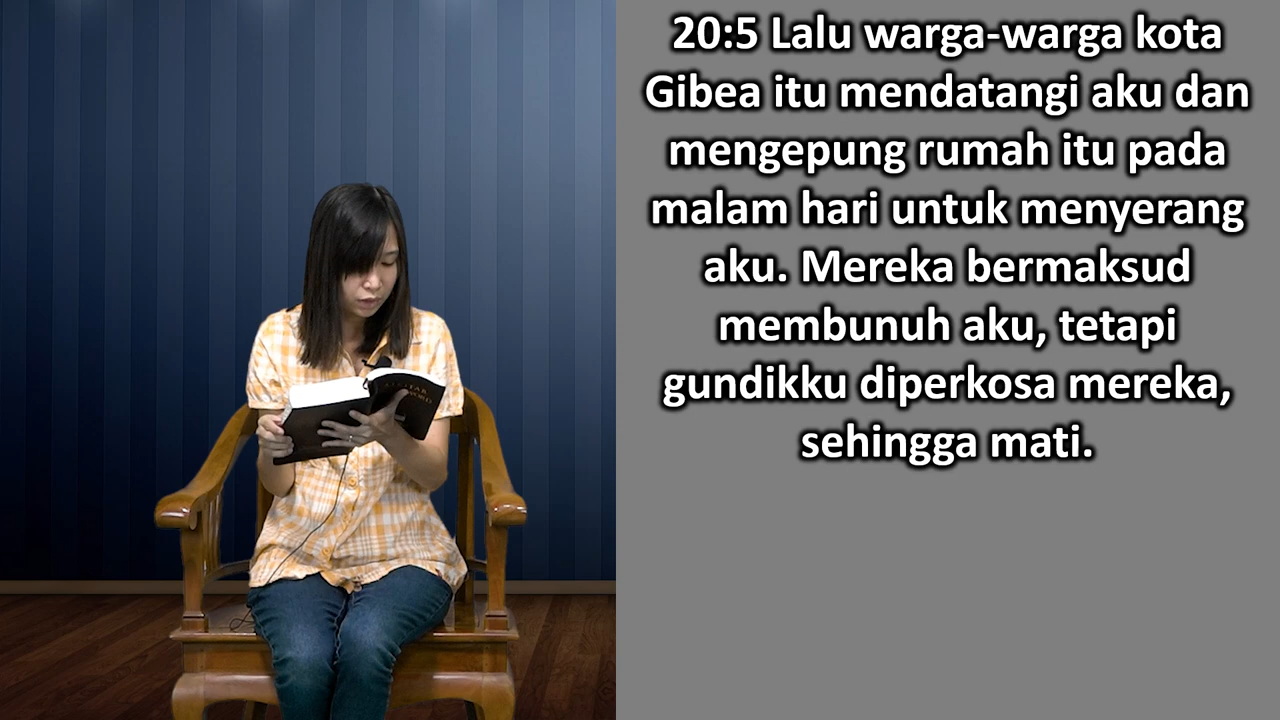 20:5 Lalu warga-warga kota
Gibea itu mendatangi aku dan
mengepung rumah itu pada
malam hari untuk menyerang
aku. Mereka bermaksud
membunuh aku, tetapi
gundikku diperkosa mereka,
sehingga mati.